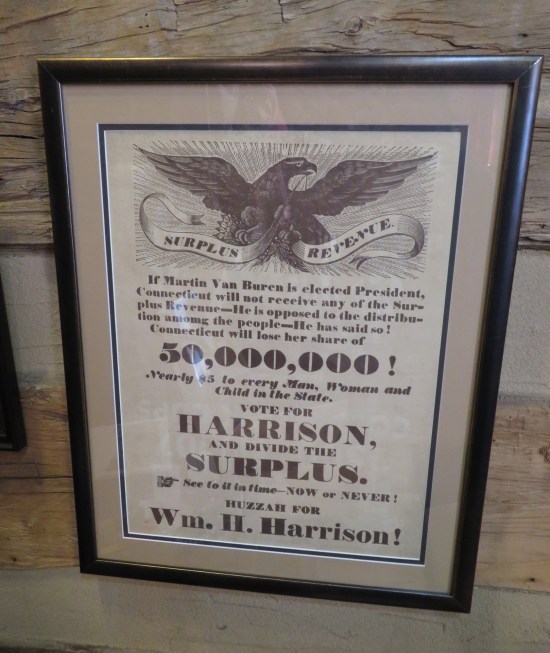 SURPLUS REVENUE.
If Martin Van Buren is elected President,
Connecticut will not receive any of the Sur-
plus Revenue—He is opposed to the distribu-
tion among the people—He has said so!
Connecticut will lose her share of
50,000,000!
Nearly $5 to every Man, Woman and
Child in the State.
VOTE FOR
HARRISON,
AND DIVIDE THE
SURPLUS.
☞ See to it in time—NOW or NEVER!
HUZZAH FOR
Wm. H. Harrison!